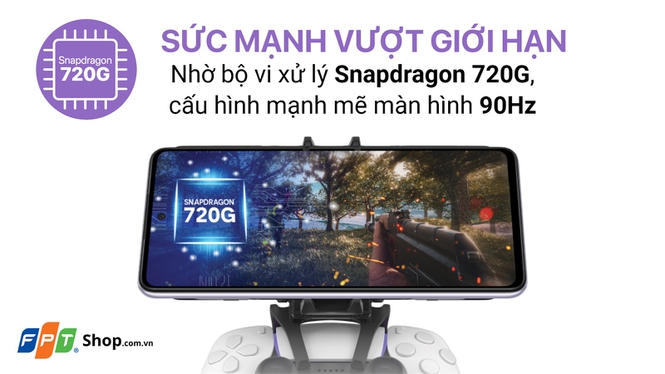 Snapdragon
720G
SỨC MẠNH VƯỢT GIỚI HẠN
Nhờ bộ vi xử lý Snapdragon 720G,
cấu hình mạnh mẽ màn hình 90Hz
SNAPDRAGON
720G
FPT Shop.com.vn